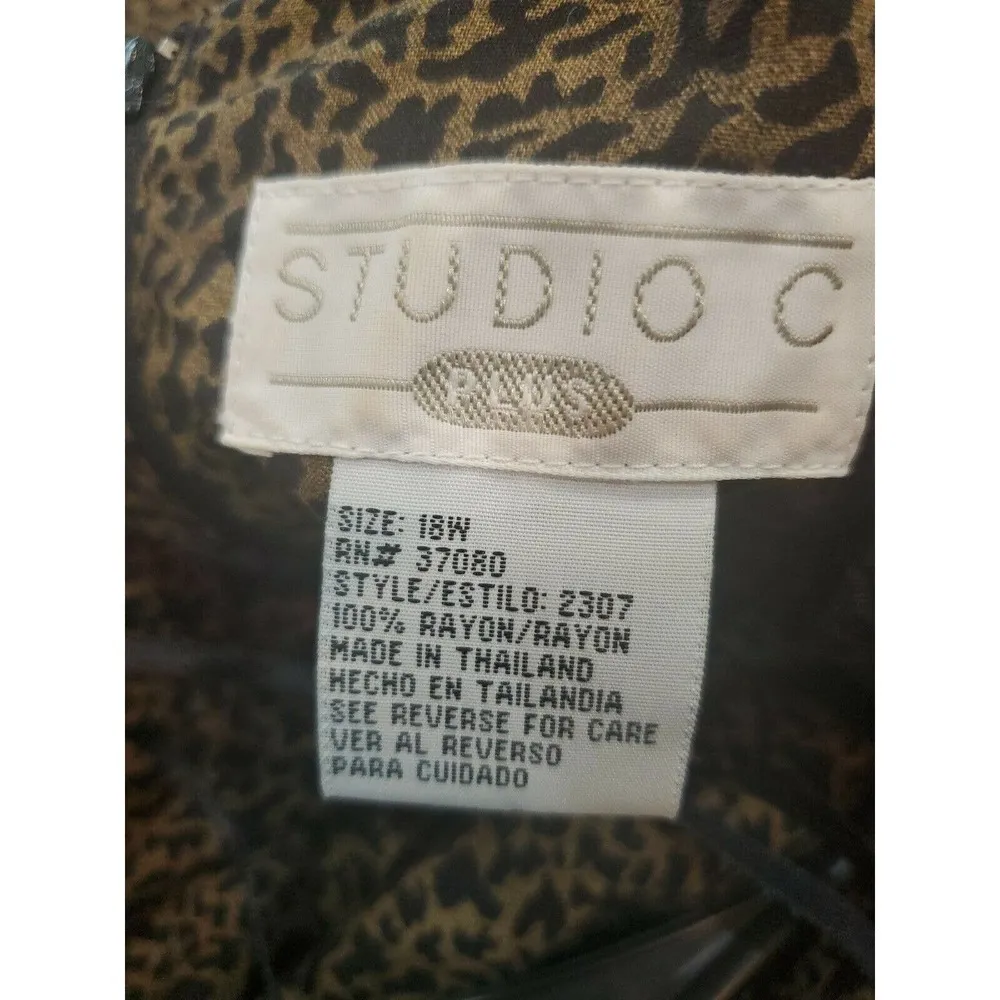 STUDIO C
PLUS
SIZE: 18W
RN# 37080
STYLE/ESTILO: 2307
100% RAYON/RAYON
MADE IN THAILAND
HECHO EN TAILANDIA
SEE REVERSE FOR CARE
VER AL REVERSO
PARA CUIDADO